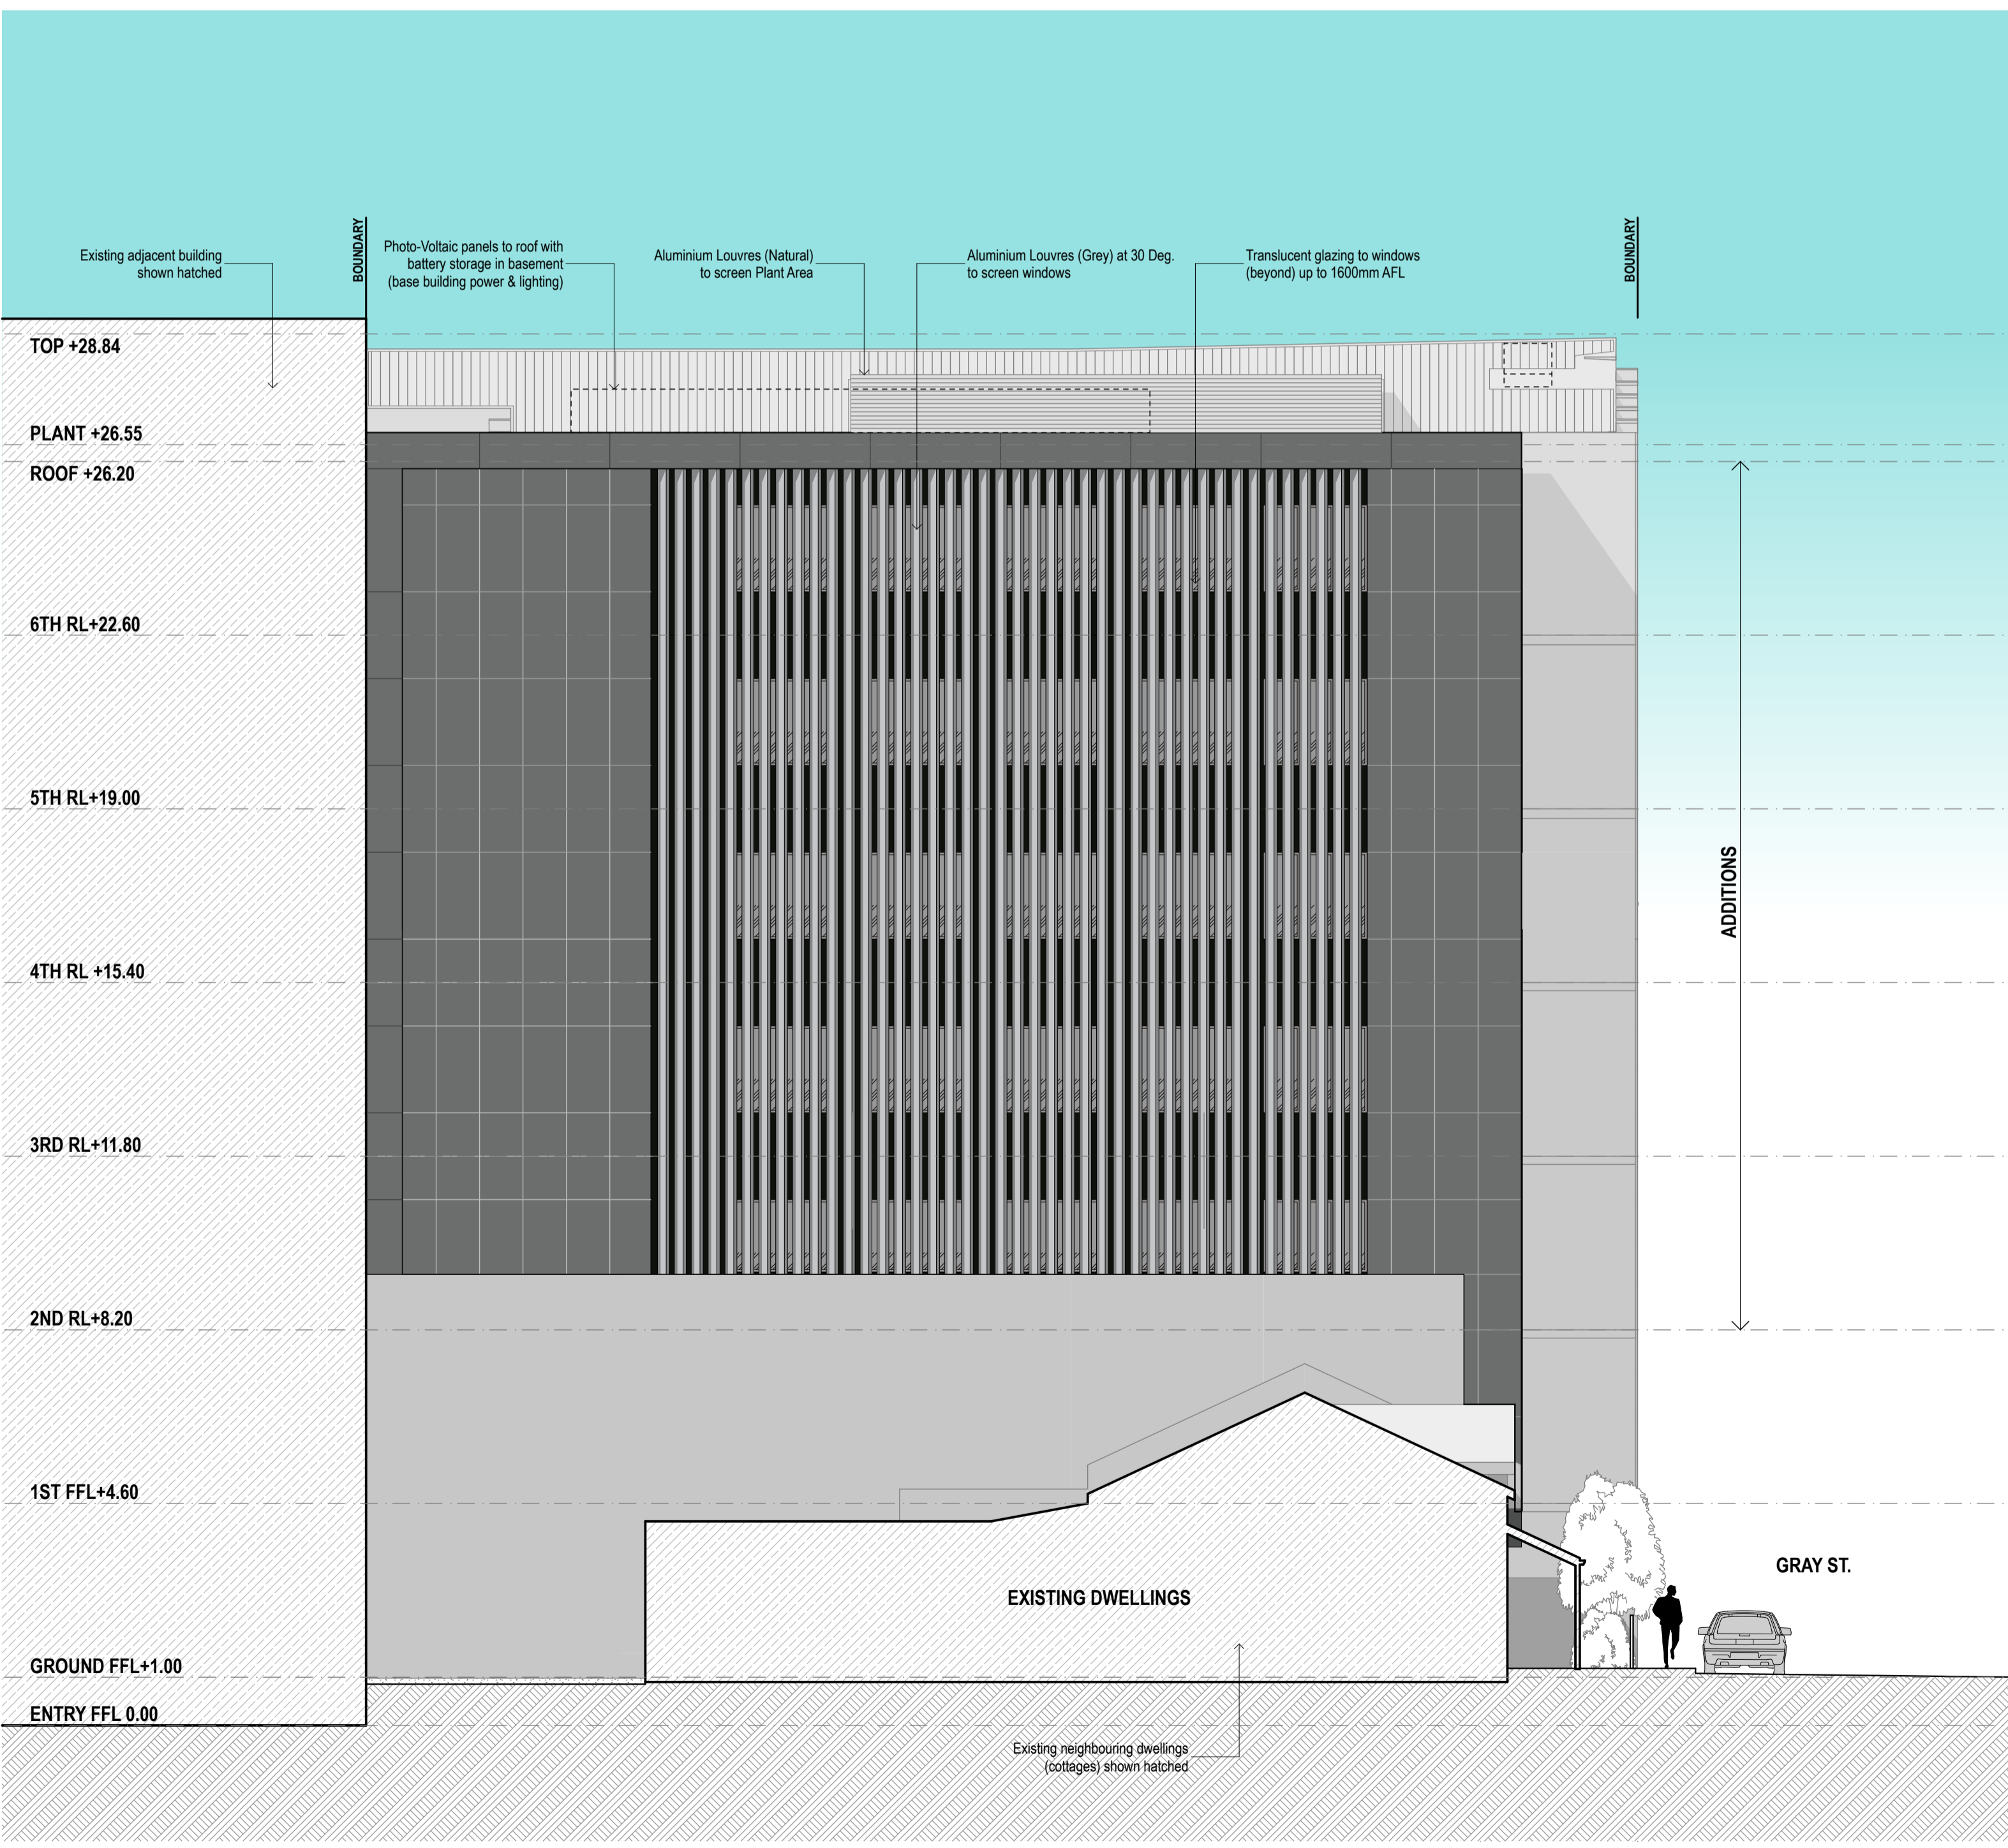 BOUNDARY
BOUNDARY
Existing adjacent building
shown hatched
Photo-Voltaic panels to roof with
battery storage in basement
(base building power & lighting)
Aluminium Louvres (Natural)
to screen Plant Area
Aluminium Louvres (Grey) at 30 Deg.
to screen windows
Translucent glazing to windows
(beyond) up to 1600mm AFL
TOP +28.84
PLANT +26.55
ROOF +26.20
6TH RL+22.60
5TH RL+19.00
ADDITIONS
4TH RL +15.40
3RD RL+11.80
2ND RL+8.20
1ST FFL+4.60
GRAY ST.
EXISTING DWELLINGS
GROUND FFL+1.00
ENTRY FFL 0.00
Existing neighbouring dwellings
(cottages) shown hatched